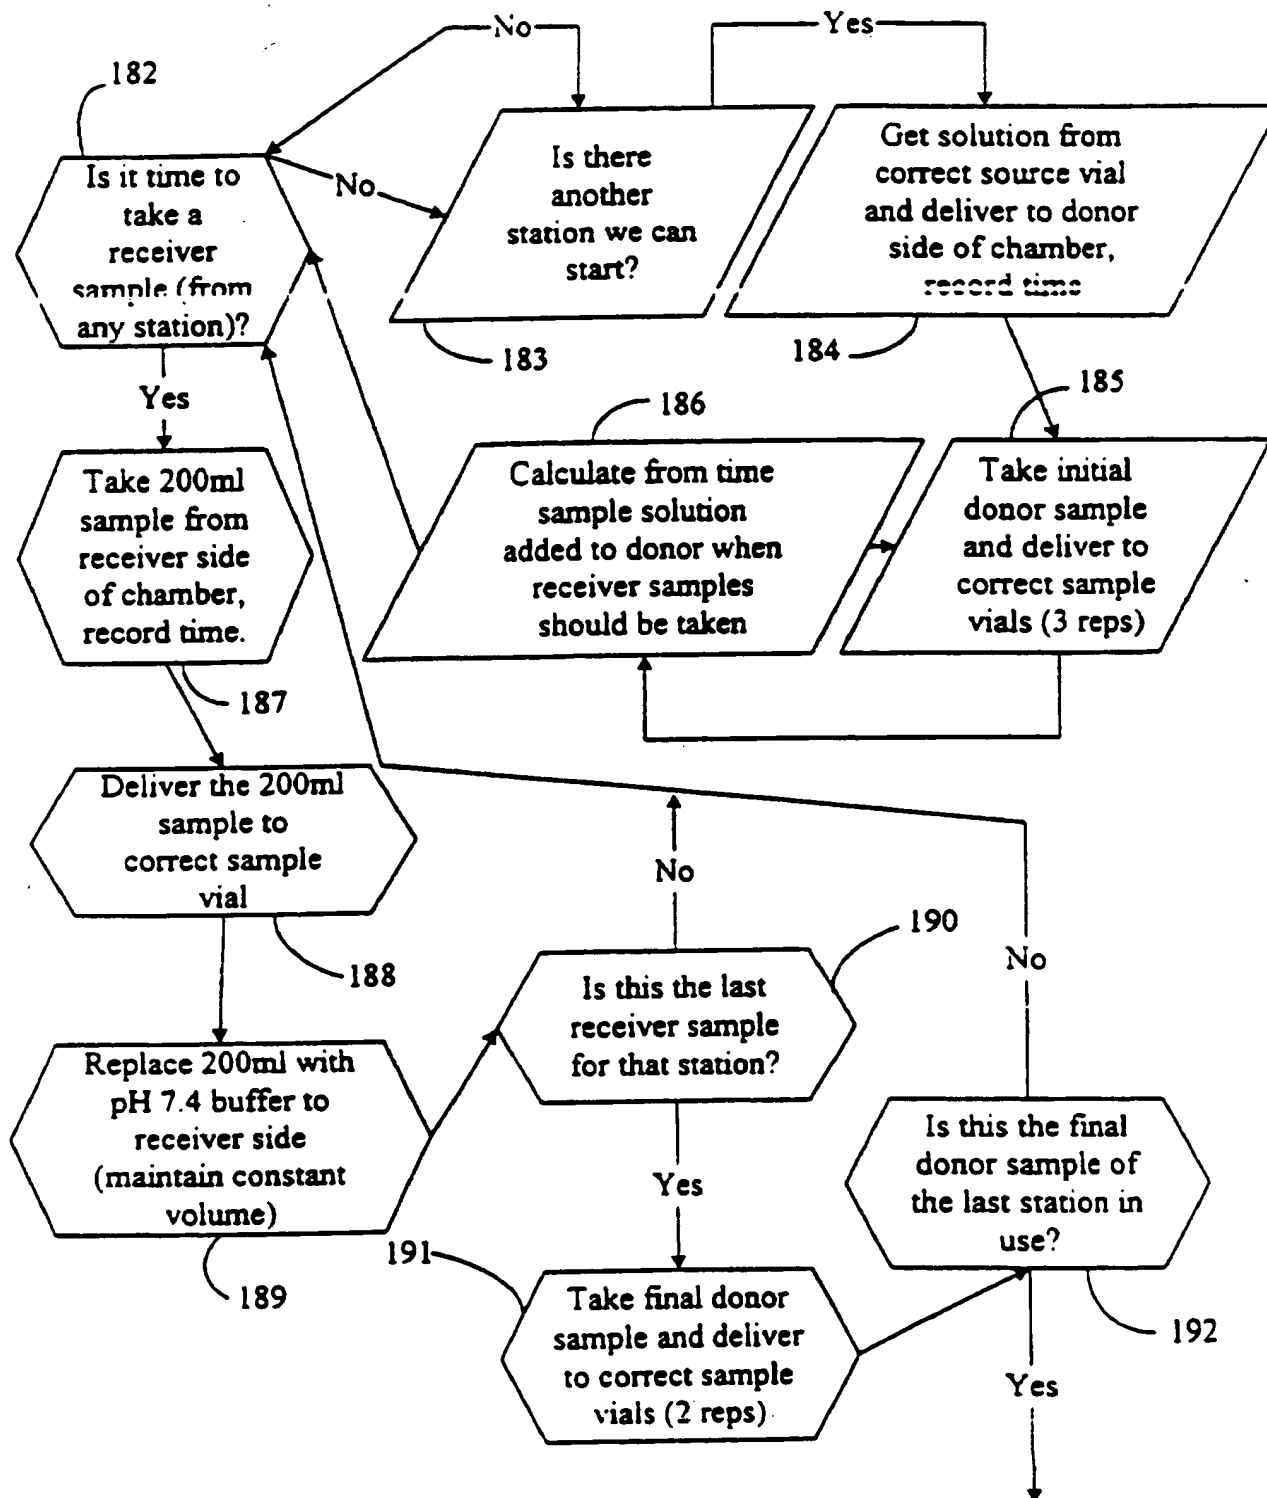 No
Yes
182
Is it time to
take a
receiver
sample (from
any station)?
No
Is there
another
station we can
start?
183
Get solution from
correct source vial
and deliver to donor
side of chamber,
record time
184
185
186
Yes
Calculate from time
sample solution
added to donor when
receiver samples
should be taken
Take initial
donor sample
and deliver to
correct sample
vials (3 reps)
Take 200ml
sample from
receiver side
of chamber,
record time.
187
Deliver the 200ml
sample to
correct sample
vial
188
No
190
No
Is this the last
receiver sample
for that station?
Replace 200ml with
pH 7.4 buffer to
receiver side
(maintain constant
volume)
189
Yes
Is this the final
donor sample of
the last station in
use?
191
Take final donor
sample and deliver
to correct sample
vials (2 reps)
192
Yes